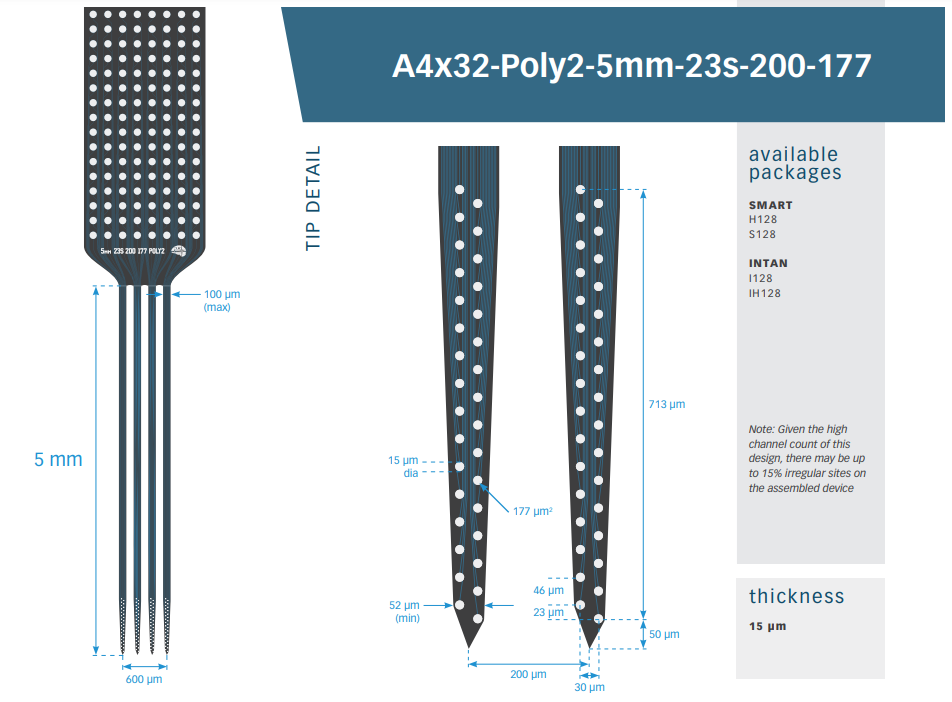 A4x32-Poly2-5mm-23s-200-177
5mm 23S 200 177 POLY2
100 µm
(max)
5 mm
600 µm
TIP DETAIL
15 µm
dia
177 µm²
52 µm
(min)
713 µm
46 µm
23 µm
50 µm
200 µm
30 µm
available
packages
SMART
H128
S128
INTAN
I128
IH128
Note: Given the high
channel count of this
design, there may be up
to 15% irregular sites on
the assembled device
thickness
15 µm